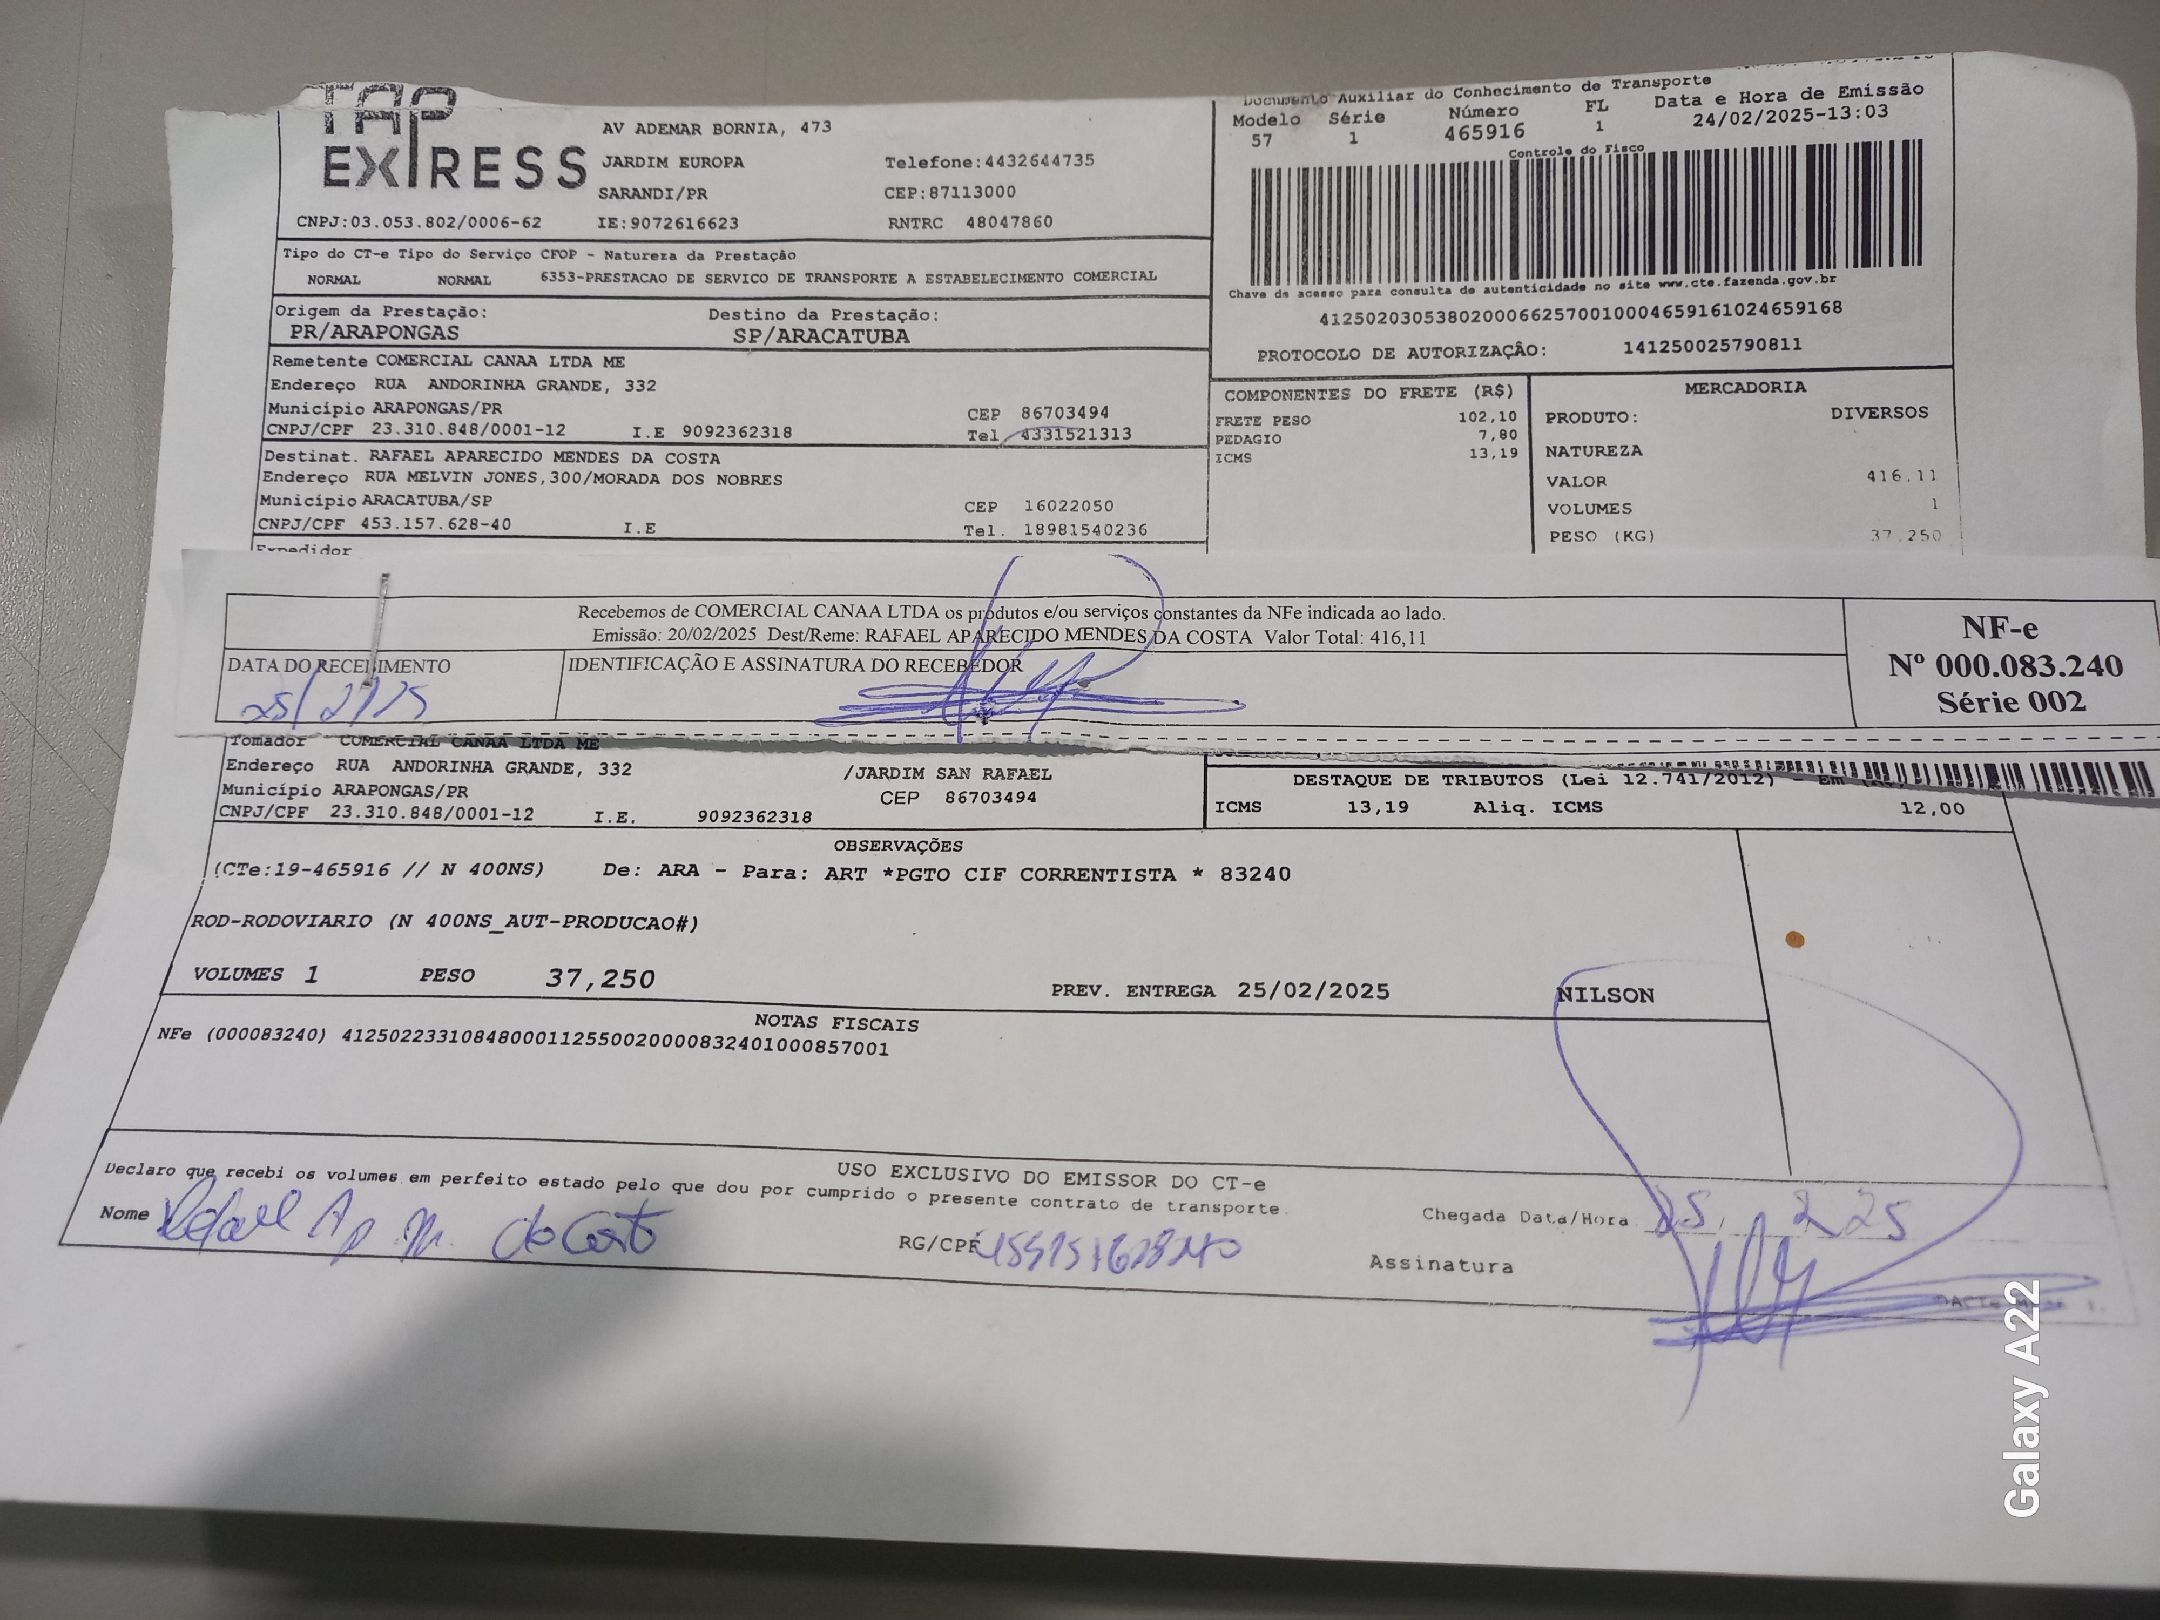 TAP
EXPRESS
AV ADEMAR BORNIA, 473
JARDIM EUROPA Telefone:4432644735
SARANDI/PR CEP:87113000
CNPJ:03.053.802/0006-62 IE:9072616623 RNTRC 48047860
Documento Auxiliar do Conhecimento de Transporte
Modelo Série Número FL Data e Hora de Emissão
57 1 465916 1 24/02/2025-13:03
Controle do Fisco
Chave de acesso para consulta de autenticidade no site www.cte.fazenda.gov.br
41250203053802000662570010004659161024659168
PROTOCOLO DE AUTORIZAÇÃO: 141250025790811
Tipo do CT-e Tipo do Serviço CFOP - Natureza da Prestação
NORMAL NORMAL 6353-PRESTACAO DE SERVICO DE TRANSPORTE A ESTABELECIMENTO COMERCIAL
Origem da Prestação: Destino da Prestação:
PR/ARAPONGAS SP/ARACATUBA
Remetente COMERCIAL CANAA LTDA ME
Endereço RUA ANDORINHA GRANDE, 332
Município ARAPONGAS/PR CEP 86703494
CNPJ/CPF 23.310.848/0001-12 I.E 9092362318 Tel 4331521313
Destinat. RAFAEL APARECIDO MENDES DA COSTA
Endereço RUA MELVIN JONES,300/MORADA DOS NOBRES
Município ARACATUBA/SP CEP 16022050
CNPJ/CPF 453.157.628-40 I.E Tel. 18981540236
Expedidor
COMPONENTES DO FRETE (R$)
FRETE PESO 102,10
PEDAGIO 7,80
ICMS 13,19
MERCADORIA
PRODUTO: DIVERSOS
NATUREZA
VALOR 416,11
VOLUMES 1
PESO (KG) 37,250
Recebemos de COMERCIAL CANAA LTDA os produtos e/ou serviços constantes da NFe indicada ao lado.
Emissão: 20/02/2025 Dest/Reme: RAFAEL APARECIDO MENDES DA COSTA Valor Total: 416,11
DATA DO RECEBIMENTO IDENTIFICAÇÃO E ASSINATURA DO RECEBEDOR
25/2/25
NF-e
Nº 000.083.240
Série 002
Tomador COMERCIAL CANAA LTDA ME
Endereço RUA ANDORINHA GRANDE, 332 /JARDIM SAN RAFAEL
Município ARAPONGAS/PR CEP 86703494
CNPJ/CPF 23.310.848/0001-12 I.E. 9092362318
DESTAQUE DE TRIBUTOS (Lei 12.741/2012) - Em
ICMS 13,19 Aliq. ICMS 12,00
OBSERVAÇÕES
(CTe:19-465916 // N 400NS) De: ARA - Para: ART *PGTO CIF CORRENTISTA * 83240
ROD-RODOVIARIO (N 400NS_AUT-PRODUCAO#)
VOLUMES 1 PESO 37,250 PREV. ENTREGA 25/02/2025 NILSON
NOTAS FISCAIS
NFe (000083240) 41250223310848000112550020000832401000857001
USO EXCLUSIVO DO EMISSOR DO CT-e
Declaro que recebi os volumes em perfeito estado pelo que dou por cumprido o presente contrato de transporte.
Nome Rafael Ap M. da Costa RG/CPF Chegada Data/Hora 25 2 25
Assinatura
Galaxy A22